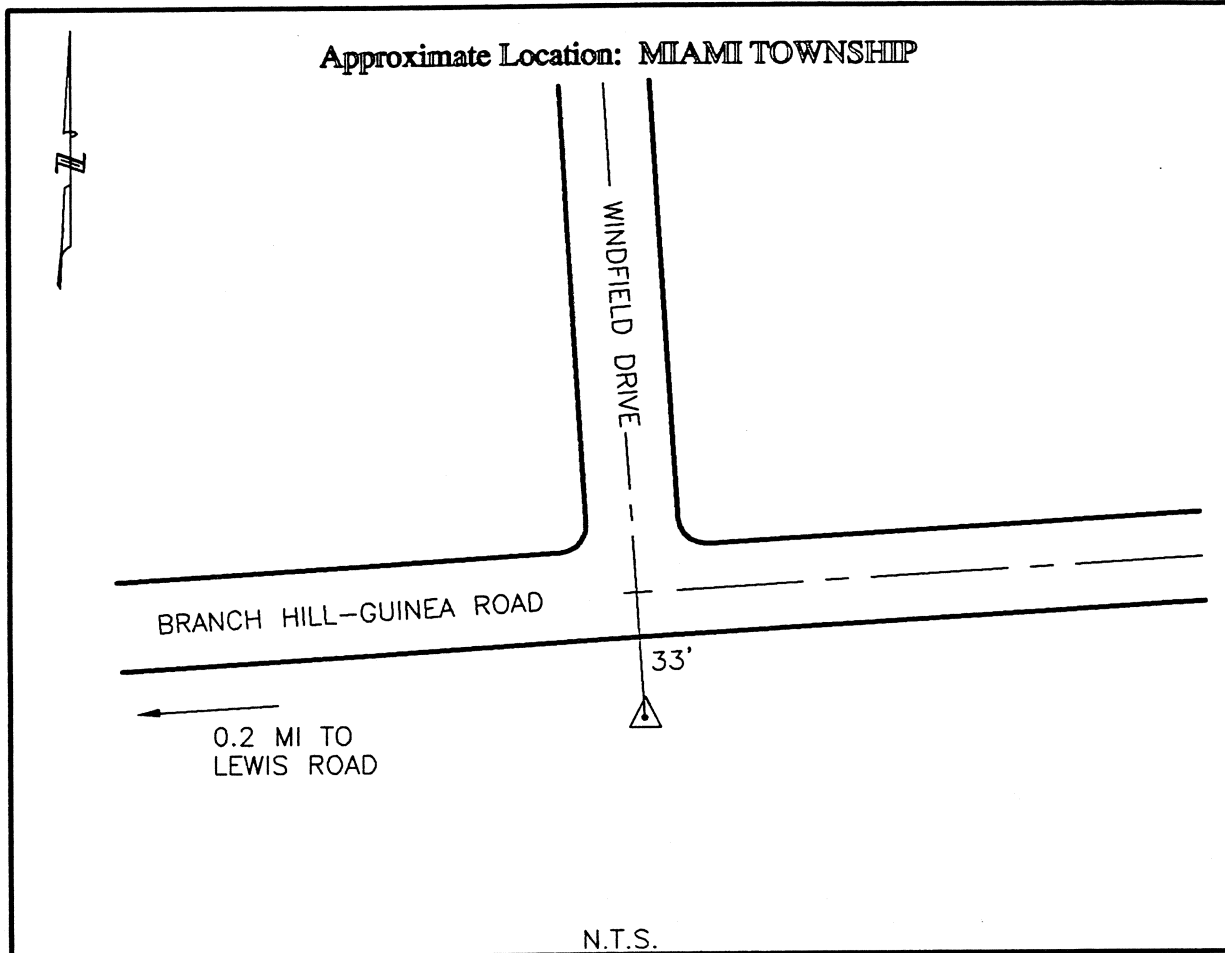 Approximate Location: MIAMI TOWNSHIP
N
WINDFIELD DRIVE
BRANCH HILL-GUINEA ROAD
33'
0.2 MI TO
LEWIS ROAD
N.T.S.